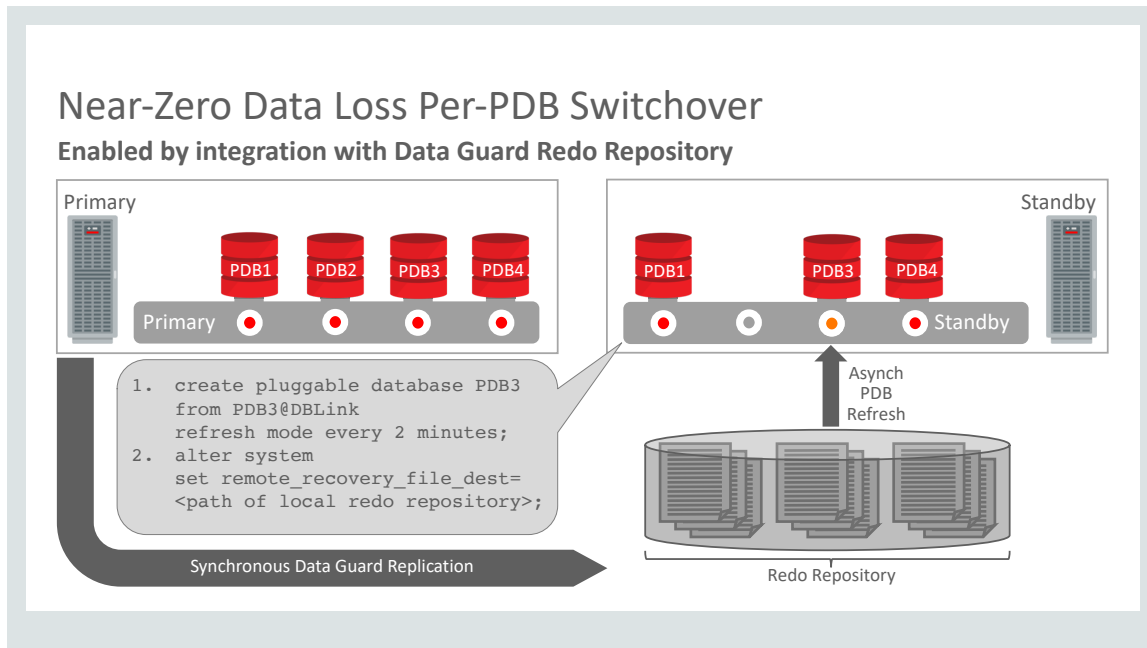 Near-Zero Data Loss Per-PDB Switchover
Enabled by integration with Data Guard Redo Repository
Primary
Standby
PDB1
PDB2
PDB3
PDB4
PDB1
PDB3
PDB4
Primary
Standby
1. create pluggable database PDB3
from PDB3@DBLink
refresh mode every 2 minutes;
2. alter system
set remote_recovery_file_dest=
<path of local redo repository>;
Asynch
PDB
Refresh
Synchronous Data Guard Replication
Redo Repository